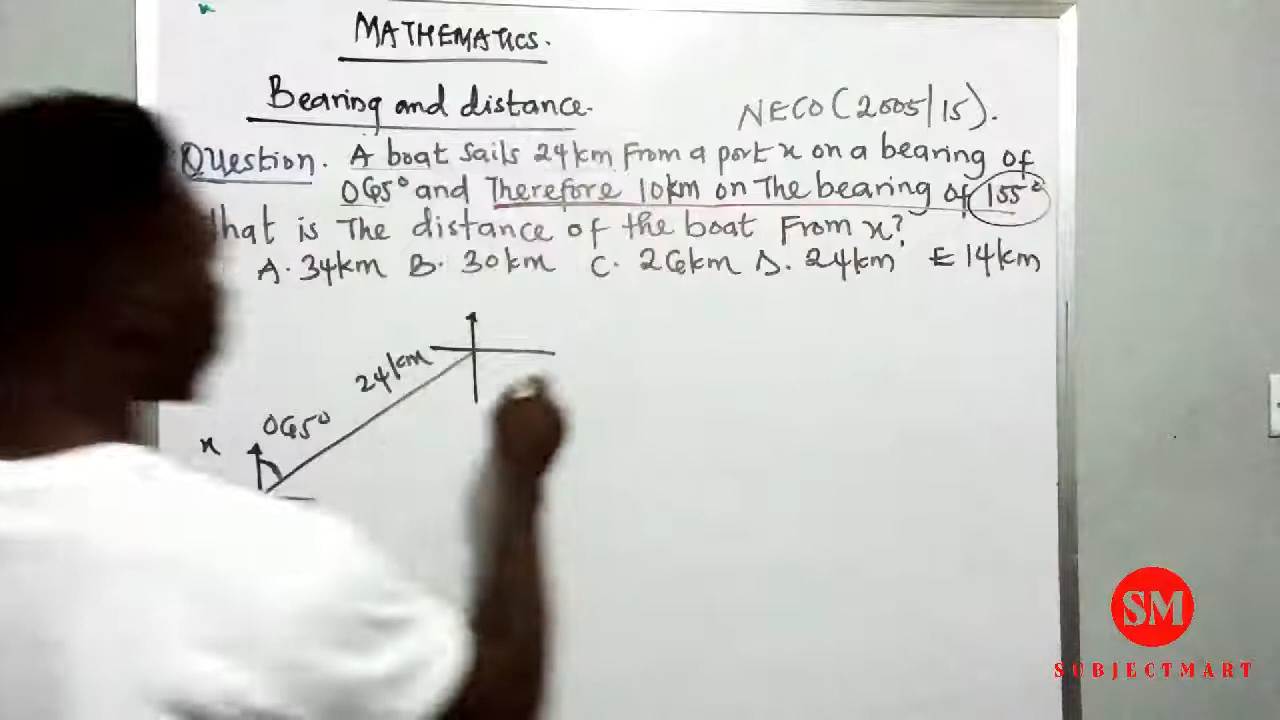 x
MATHEMATICS.
Bearing and distance.
NECO (2005/15).
Question. A boat sails 24km From a port x on a bearing of
065° and Therefore 10km on The bearing of 155°
hat is The distance of the boat From x?
A. 34km B. 30km C. 26km D. 24km E 14km
24km
065°
x
SM
SUBJECTMART